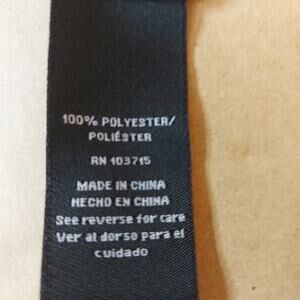 100% POLYESTER/
POLIÉSTER
RN 103715
MADE IN CHINA
HECHO EN CHINA
See reverse for care
Ver al dorso para el
cuidado